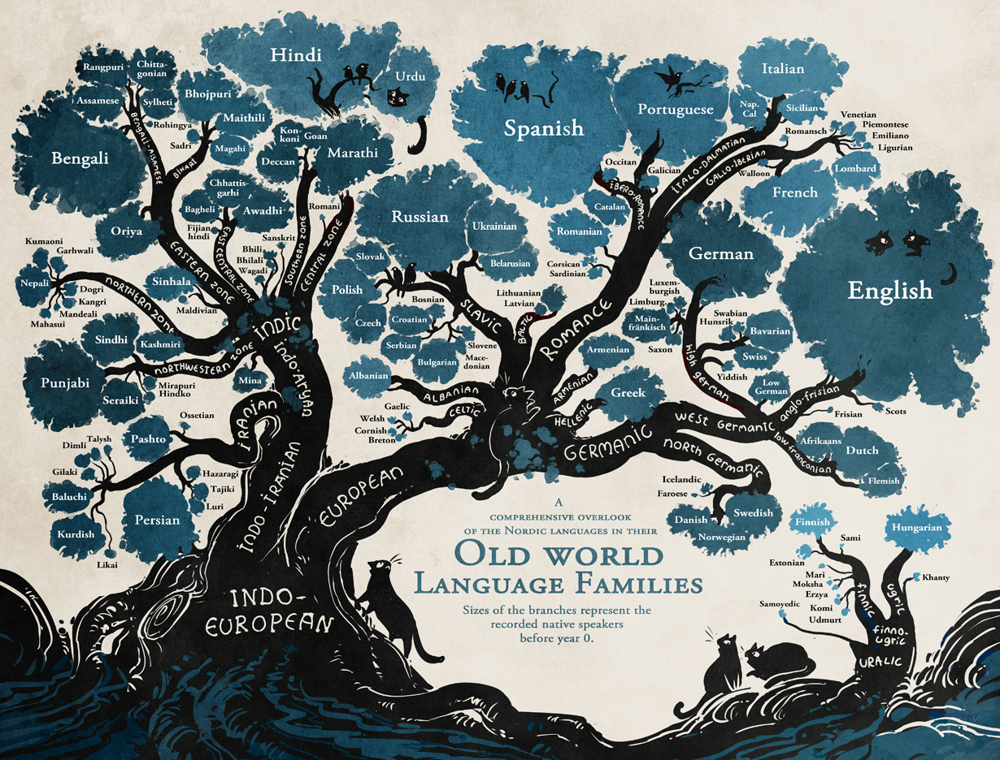 Rangpuri
Chitta-
gonian
Assamese
Sylheti
Bhojpuri
Hindi
Urdu
Bengali
BENGALI-ASSAMESE
Rohingya
Maithili
Sadri
BIHARI
Magahi
Kon-
koni
Goan
Deccan
Marathi
Chhattis-
garhi
Bagheli
Awadhi
Romani
Oriya
Fijian
hindi
Sanskrit
Bhili
Bhilali
Wagadi
EASTERN ZONE
EAST CENTRAL ZONE
SOUTHERN ZONE
CENTRAL ZONE
Kumaoni
Garhwali
Nepali
Dogri
Kangri
Mandeali
Mahasui
NORTHERN ZONE
Sinhala
Maldivian
INDIC
Sindhi
Kashmiri
NORTHWESTERN ZONE
Punjabi
Seraiki
Mirapuri
Hindko
Mina
Indo-Aryan
IRANIAN
Ossetian
Pashto
Dimli
Talysh
Gilaki
Baluchi
Kurdish
Likai
Persian
Hazaragi
Tajiki
Luri
INDO-IRANIAN
EUROPEAN
INDO-
EUROPEAN
Spanish
Portuguese
Italian
Nap.
Cal
Sicilian
Romansch
Venetian
Piemontese
Emiliano
Ligurian
Lombard
Walloon
French
Occitan
Galician
Catalan
IBERO-ROMANCE
ITALO-DALMATIAN
GALLO-IBERIAN
Romanian
Corsican
Sardinian
ROMANCE
Russian
Ukrainian
Belarusian
Slovak
Polish
Czech
Bosnian
Croatian
Serbian
Bulgarian
Slovene
Mace-
donian
SLAVIC
Lithuanian
Latvian
BALTIC
Albanian
ALBANIAN
Gaelic
Welsh
Cornish
Breton
CELTIC
Armenian
ARMENIAN
Greek
HELLENIC
GERMANIC
German
English
Luxem-
burgish
Limburg.
Main-
fränkisch
Saxon
Swabian
Hunsrik
Bavarian
Swiss
Yiddish
Low
German
high german
WEST GERMANIC
anglo-frisian
Frisian
Scots
Afrikaans
Dutch
Flemish
low franconian
NORTH GERMANIC
Icelandic
Faroese
Danish
Swedish
Norwegian
A
COMPREHENSIVE OVERLOOK
OF THE NORDIC LANGUAGES IN THEIR
OLD WORLD
LANGUAGE FAMILIES
Sizes of the branches represent the
recorded native speakers
before year 0.
Finnish
Hungarian
Sami
Estonian
Mari
Moksha
Erzya
Komi
Udmurt
Samoyedic
Khanty
finnic
ugric
finno-
ugric
URALIC